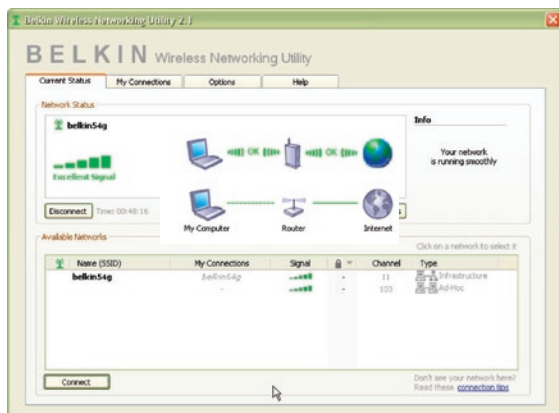 Belkin Wireless Networking Utility 2.1
BELKIN Wireless Networking Utility
Current Status My Connections Options Help
Network Status
belkin54g
Excellent Signal
OK OK
Info
Your network
is running smoothly
Disconnect Time: 00:48:16
My Computer Router Internet
Available Networks
Click on a network to select it
Name (SSID) My Connections Signal Channel Type
belkin54g belkin54g - 11 Infrastructure
- - 103 Ad-Hoc
Connect
Don't see your network here?
Read these connection tips